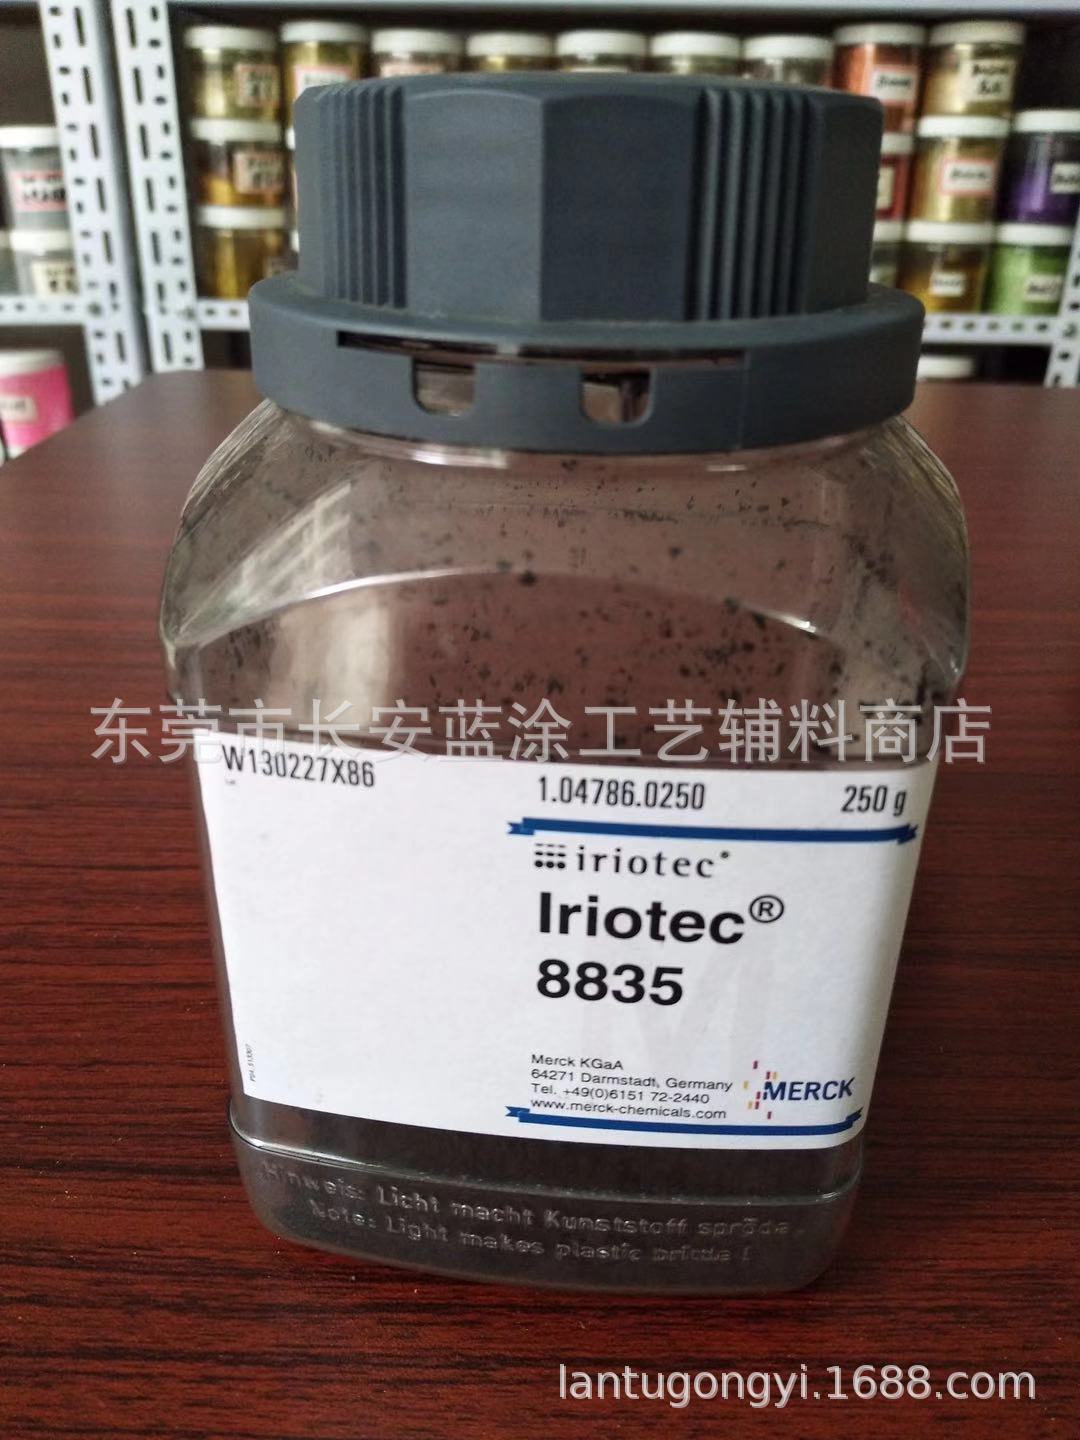 东莞市长安蓝涂工艺辅料商店
W130227X86
1.04786.0250 250 g
iriotec®
Iriotec®
8835
Merck KGaA
64271 Darmstadt, Germany
Tel. +49(0)6151 72-2440
www.merck-chemicals.com
MERCK
Hinweis: Licht macht Kunststoff spröde.
Note: Light makes plastic brittle !
lantugongyi.1688.com